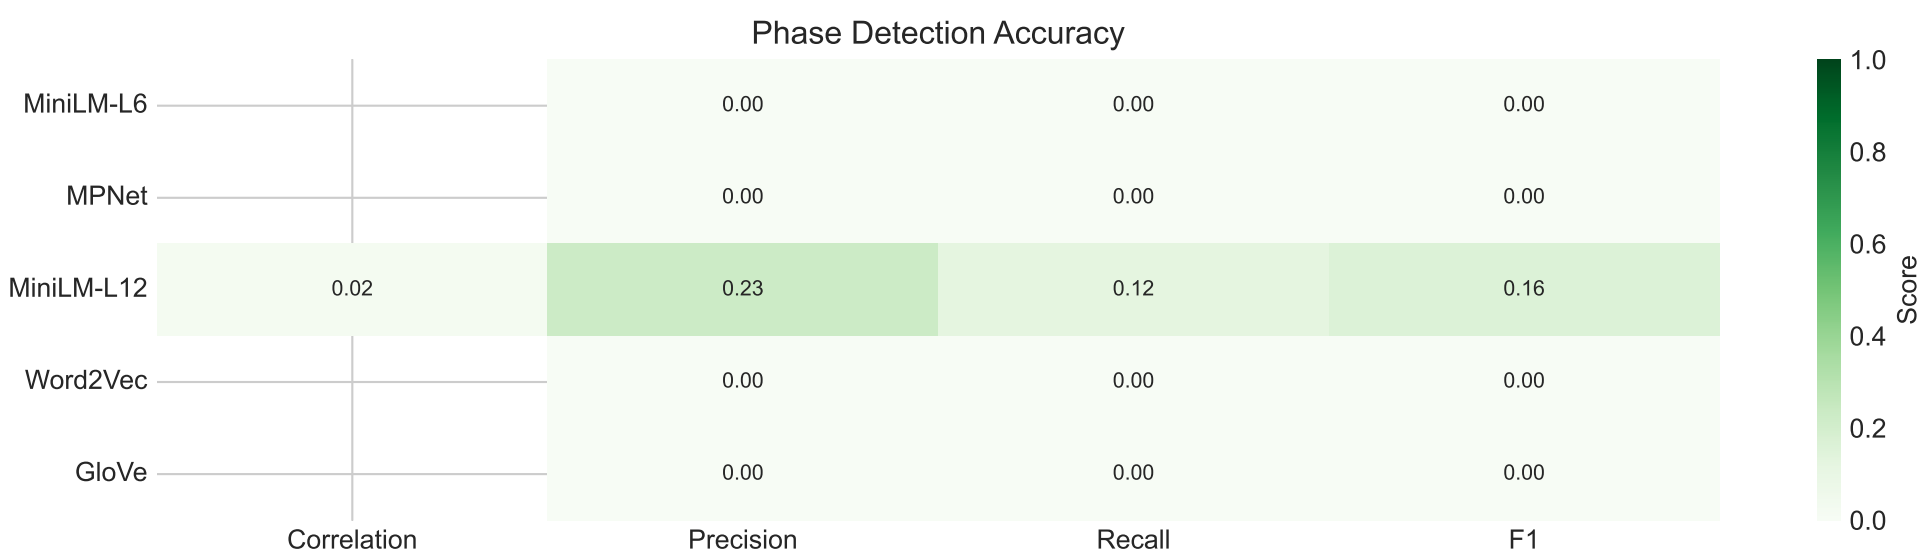 Phase Detection Accuracy
MiniLM-L6 0.00 0.00 0.00
MPNet 0.00 0.00 0.00
MiniLM-L12 0.02 0.23 0.12 0.16
Word2Vec 0.00 0.00 0.00
GloVe 0.00 0.00 0.00
Correlation Precision Recall F1
1.0
0.8
0.6
0.4
0.2
0.0
Score